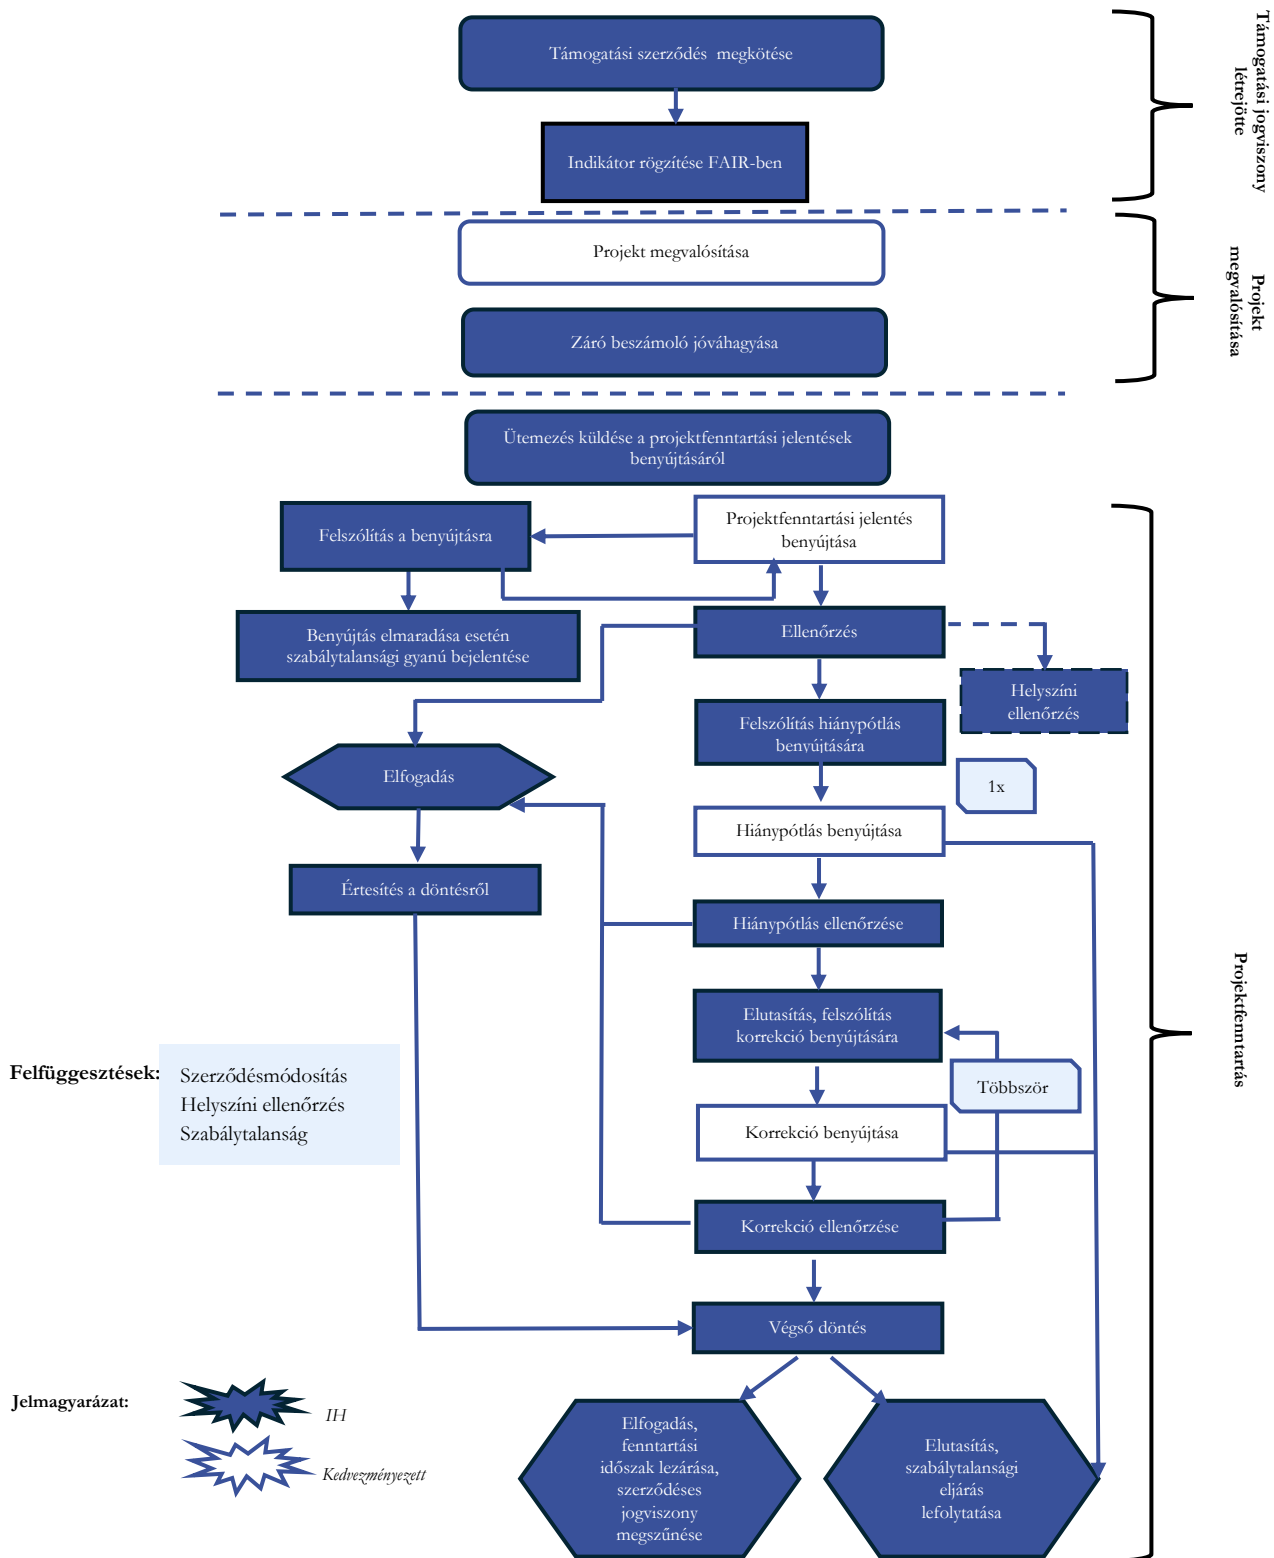 Támogatási szerződés megkötése
Indikátor rögzítése FAIR-ben
Támogatási jogviszony
létrejötte
Projekt megvalósítása
Záró beszámoló jóváhagyása
Projekt
megvalósítása
Ütemezés küldése a projektfenntartási jelentések
benyújtásáról
Felszólítás a benyújtásra
Projektfenntartási jelentés
benyújtása
Benyújtás elmaradása esetén
szabálytalansági gyanú bejelentése
Ellenőrzés
Helyszíni
ellenőrzés
Felszólítás hiánypótlás
benyújtására
Elfogadás
1x
Hiánypótlás benyújtása
Értesítés a döntésről
Hiánypótlás ellenőrzése
Elutasítás, felszólítás
korrekció benyújtására
Projektfenntartás
Felfüggesztések:
Szerződésmódosítás
Helyszíni ellenőrzés
Szabálytalanság
Többször
Korrekció benyújtása
Korrekció ellenőrzése
Végső döntés
Jelmagyarázat:
IH
Kedvezményezett
Elfogadás,
fenntartási
időszak lezárása,
szerződéses
jogviszony
megszűnése
Elutasítás,
szabálytalansági
eljárás
lefolytatása